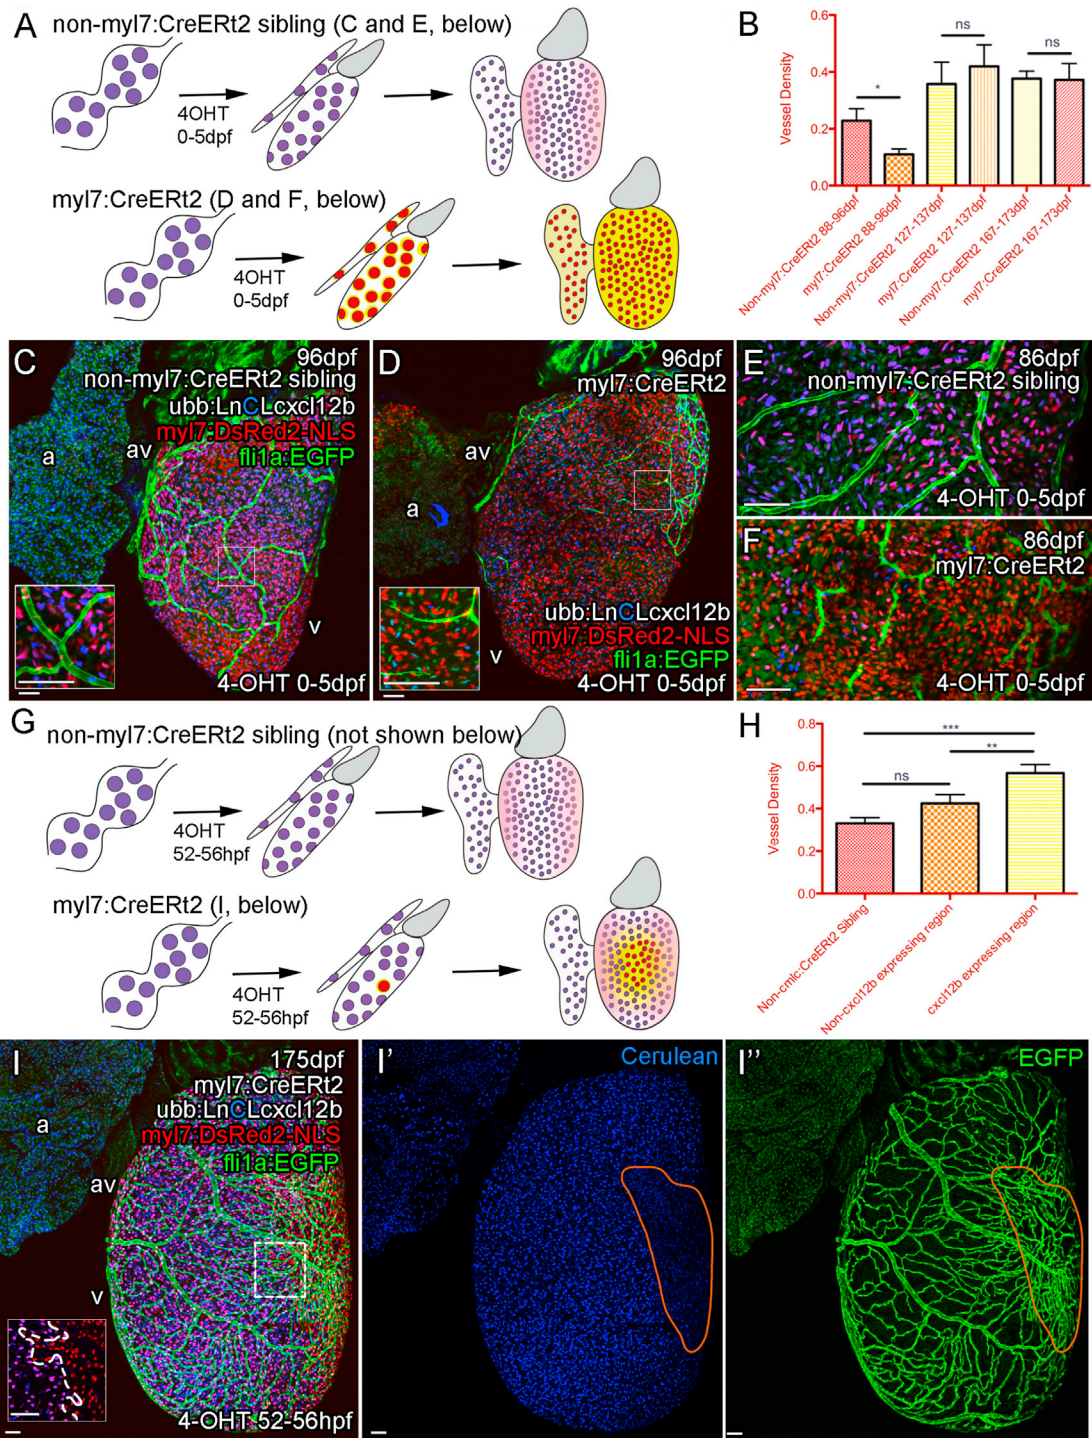 A
non-myl7:CreERt2 sibling (C and E, below)
4OHT
0-5dpf
myl7:CreERt2 (D and F, below)
4OHT
0-5dpf
B
Vessel Density
0.6
0.4
0.2
0.0
*
ns
ns
Non-myl7:CreERt2 88-96dpf
myl7:CreERt2 88-96dpf
Non-myl7:CreER2 127-137dpf
myl7:CreERt2 127-137dpf
Non-myl7:CreERt2 167-173dpf
myl7:CreERt2 167-173dpf
C
96dpf
non-myl7:CreERt2 sibling
ubb:LnCLcxcl12b
myl7:DsRed2-NLS
fli1a:EGFP
a
av
v
4-OHT 0-5dpf
D
96dpf
myl7:CreERt2
av
a
ubb:LnCLcxcl12b
myl7:DsRed2-NLS
fli1a:EGFP
v
4-OHT 0-5dpf
E
86dpf
non-myl7:CreERt2 sibling
4-OHT 0-5dpf
F
86dpf
myl7:CreERt2
4-OHT 0-5dpf
G
non-myl7:CreERt2 sibling (not shown below)
4OHT
52-56hpf
myl7:CreERt2 (I, below)
4OHT
52-56hpf
H
Vessel Density
0.8
0.6
0.4
0.2
0.0
***
**
ns
Non-cmlc:CreERt2 Sibling
Non-cxcl12b expressing region
cxcl12b expressing region
I
175dpf
myl7:CreERt2
ubb:LnCLcxcl12b
myl7:DsRed2-NLS
fli1a:EGFP
a
av
v
4-OHT 52-56hpf
I'
Cerulean
I''
EGFP